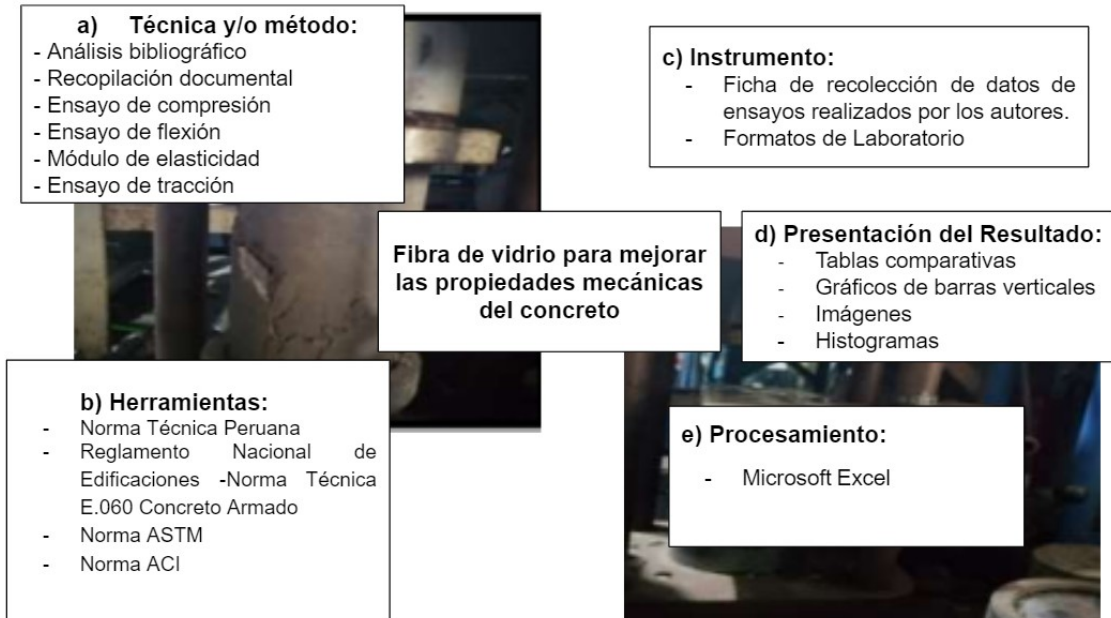 a) Técnica y/o método:
- Análisis bibliográfico
- Recopilación documental
- Ensayo de compresión
- Ensayo de flexión
- Módulo de elasticidad
- Ensayo de tracción
c) Instrumento:
- Ficha de recolección de datos de
ensayos realizados por los autores.
- Formatos de Laboratorio
Fibra de vidrio para mejorar
las propiedades mecánicas
del concreto
d) Presentación del Resultado:
- Tablas comparativas
- Gráficos de barras verticales
- Imágenes
- Histogramas
b) Herramientas:
- Norma Técnica Peruana
- Reglamento Nacional de
Edificaciones -Norma Técnica
E.060 Concreto Armado
- Norma ASTM
- Norma ACI
e) Procesamiento:
- Microsoft Excel